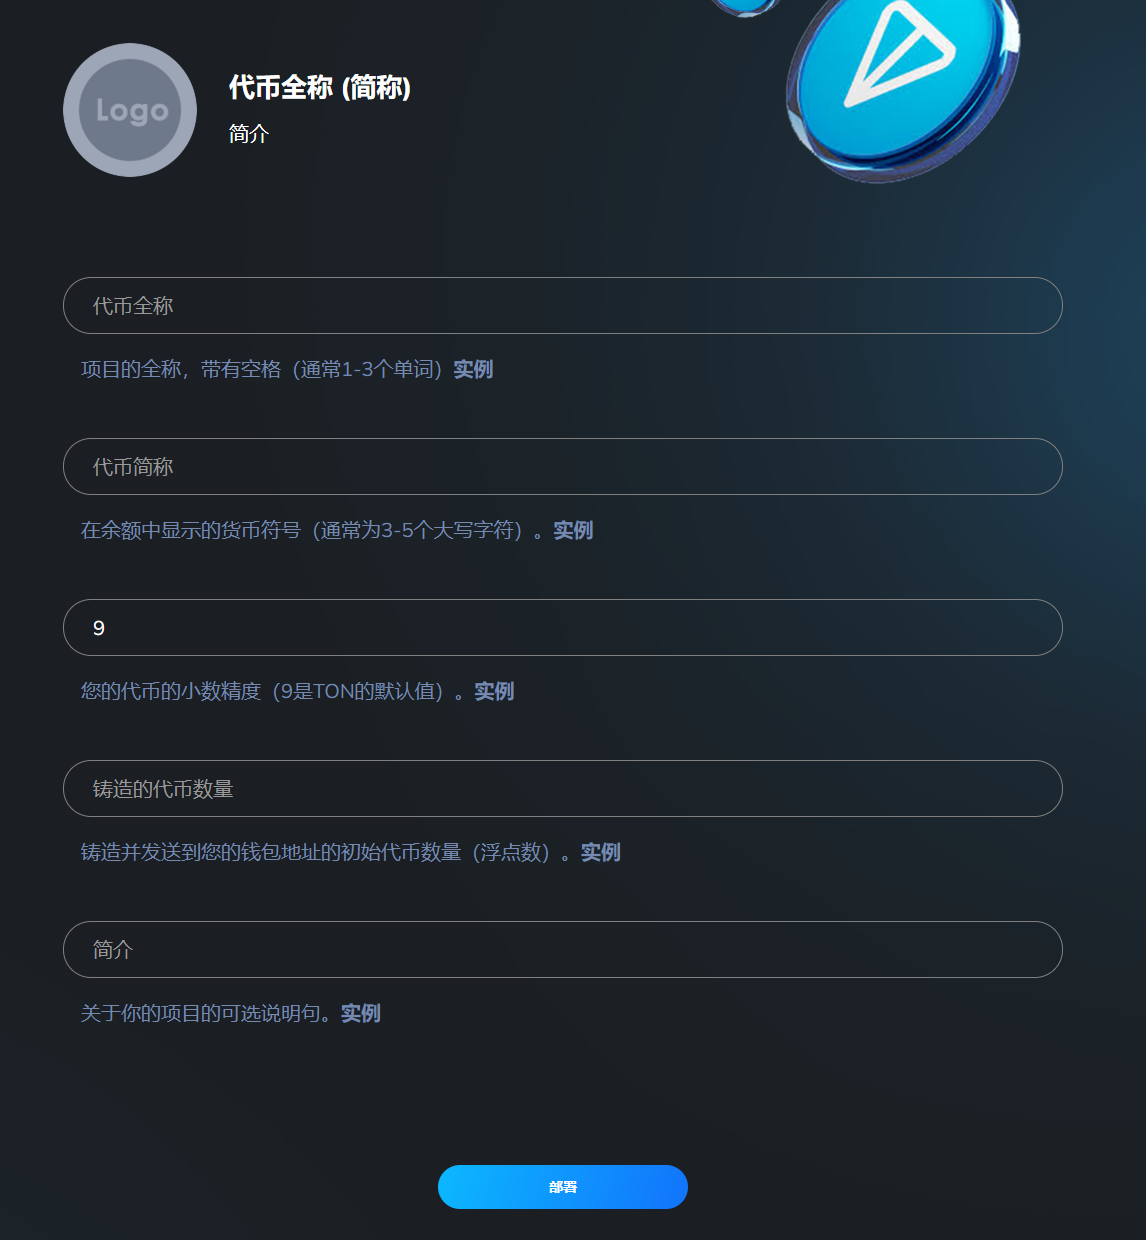 Logo
代币全称 (简称)
简介
代币全称
项目的全称，带有空格（通常1-3个单词）实例
代币简称
在余额中显示的货币符号（通常为3-5个大写字符）。实例
9
您的代币的小数精度（9是TON的默认值）。实例
铸造的代币数量
铸造并发送到您的钱包地址的初始代币数量（浮点数）。实例
简介
关于你的项目的可选说明句。实例
部署